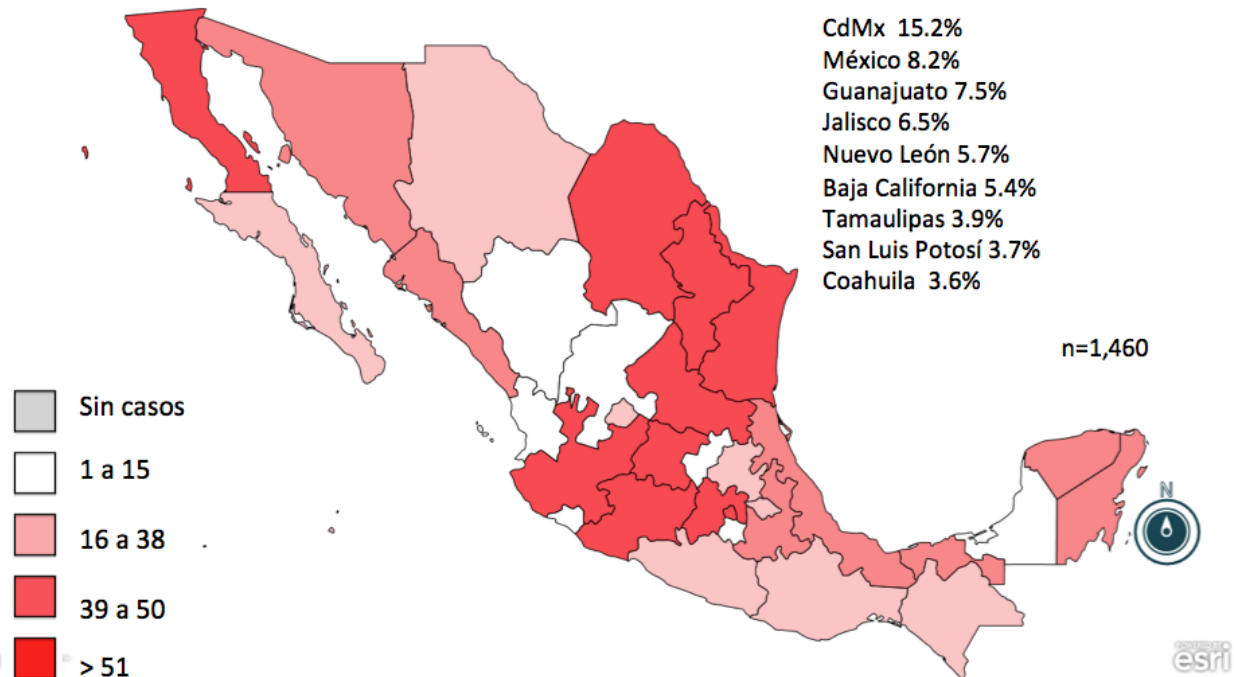 CdMx 15.2%
México 8.2%
Guanajuato 7.5%
Jalisco 6.5%
Nuevo León 5.7%
Baja California 5.4%
Tamaulipas 3.9%
San Luis Potosí 3.7%
Coahuila 3.6%
n=1,460
Sin casos
1 a 15
16 a 38
39 a 50
> 51
N
esri